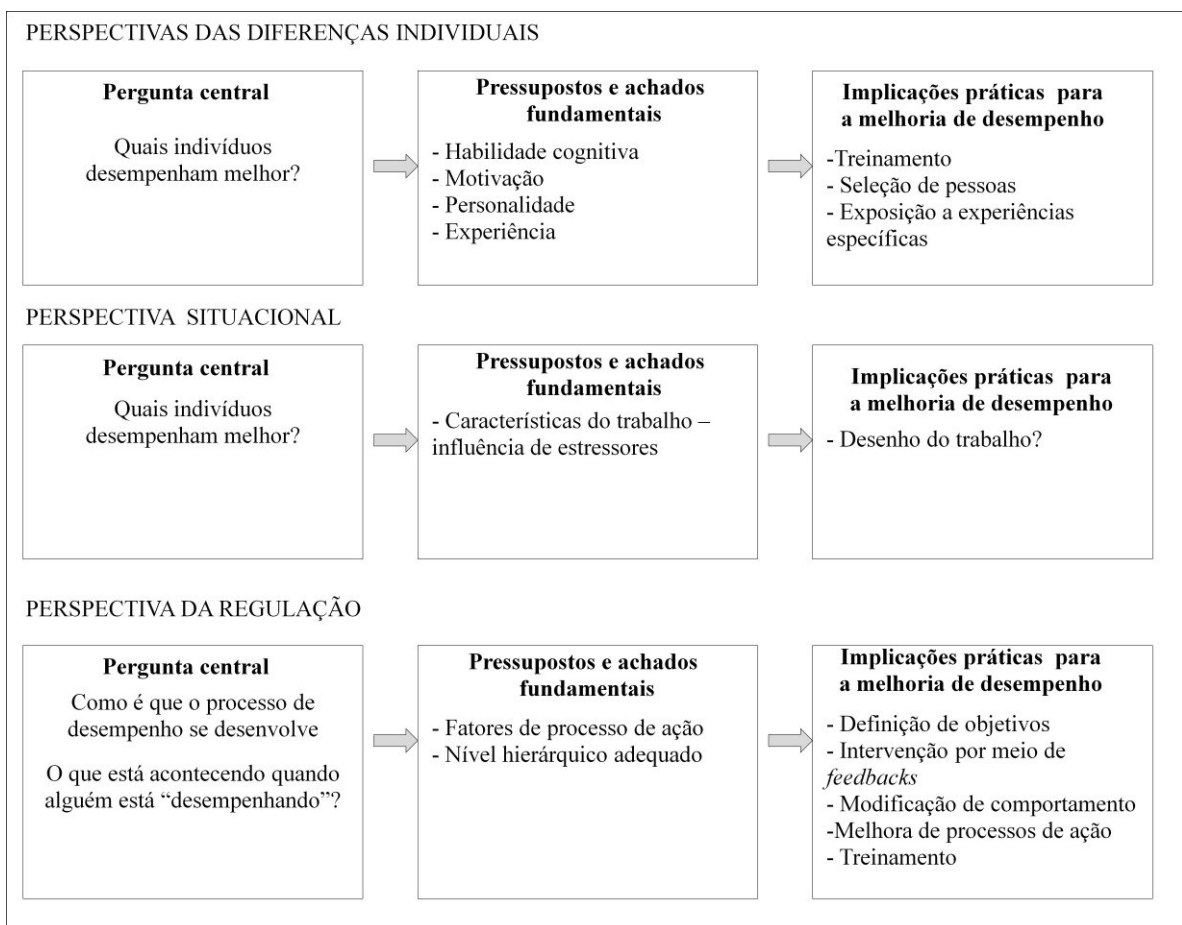 PERSPECTIVAS DAS DIFERENÇAS INDIVIDUAIS
Pergunta central
Quais indivíduos
desempenham melhor?
Pressupostos e achados
fundamentais
- Habilidade cognitiva
- Motivação
- Personalidade
- Experiência
Implicações práticas para
a melhoria de desempenho
-Treinamento
- Seleção de pessoas
- Exposição a experiências
específicas
PERSPECTIVA SITUACIONAL
Pergunta central
Quais indivíduos
desempenham melhor?
Pressupostos e achados
fundamentais
- Características do trabalho –
influência de estressores
Implicações práticas para
a melhoria de desempenho
- Desenho do trabalho?
PERSPECTIVA DA REGULAÇÃO
Pergunta central
Como é que o processo de
desempenho se desenvolve
O que está acontecendo quando
alguém está “desempenhando”?
Pressupostos e achados
fundamentais
- Fatores de processo de ação
- Nível hierárquico adequado
Implicações práticas para
a melhoria de desempenho
- Definição de objetivos
- Intervenção por meio de
feedbacks
- Modificação de comportamento
-Melhora de processos de ação
- Treinamento